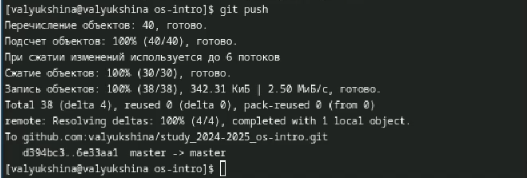 [valyukshina@valyukshina os-intro]$ git push
Перечисление объектов: 40, готово.
Подсчет объектов: 100% (40/40), готово.
При сжатии изменений используется до 6 потоков
Сжатие объектов: 100% (30/30), готово.
Запись объектов: 100% (38/38), 342.31 КиБ | 2.50 МиБ/с, готово.
Total 38 (delta 4), reused 0 (delta 0), pack-reused 0 (from 0)
remote: Resolving deltas: 100% (4/4), completed with 1 local object.
To github.com:valyukshina/study_2024-2025_os-intro.git
d394bc3..6e33aa1 master -> master
[valyukshina@valyukshina os-intro]$